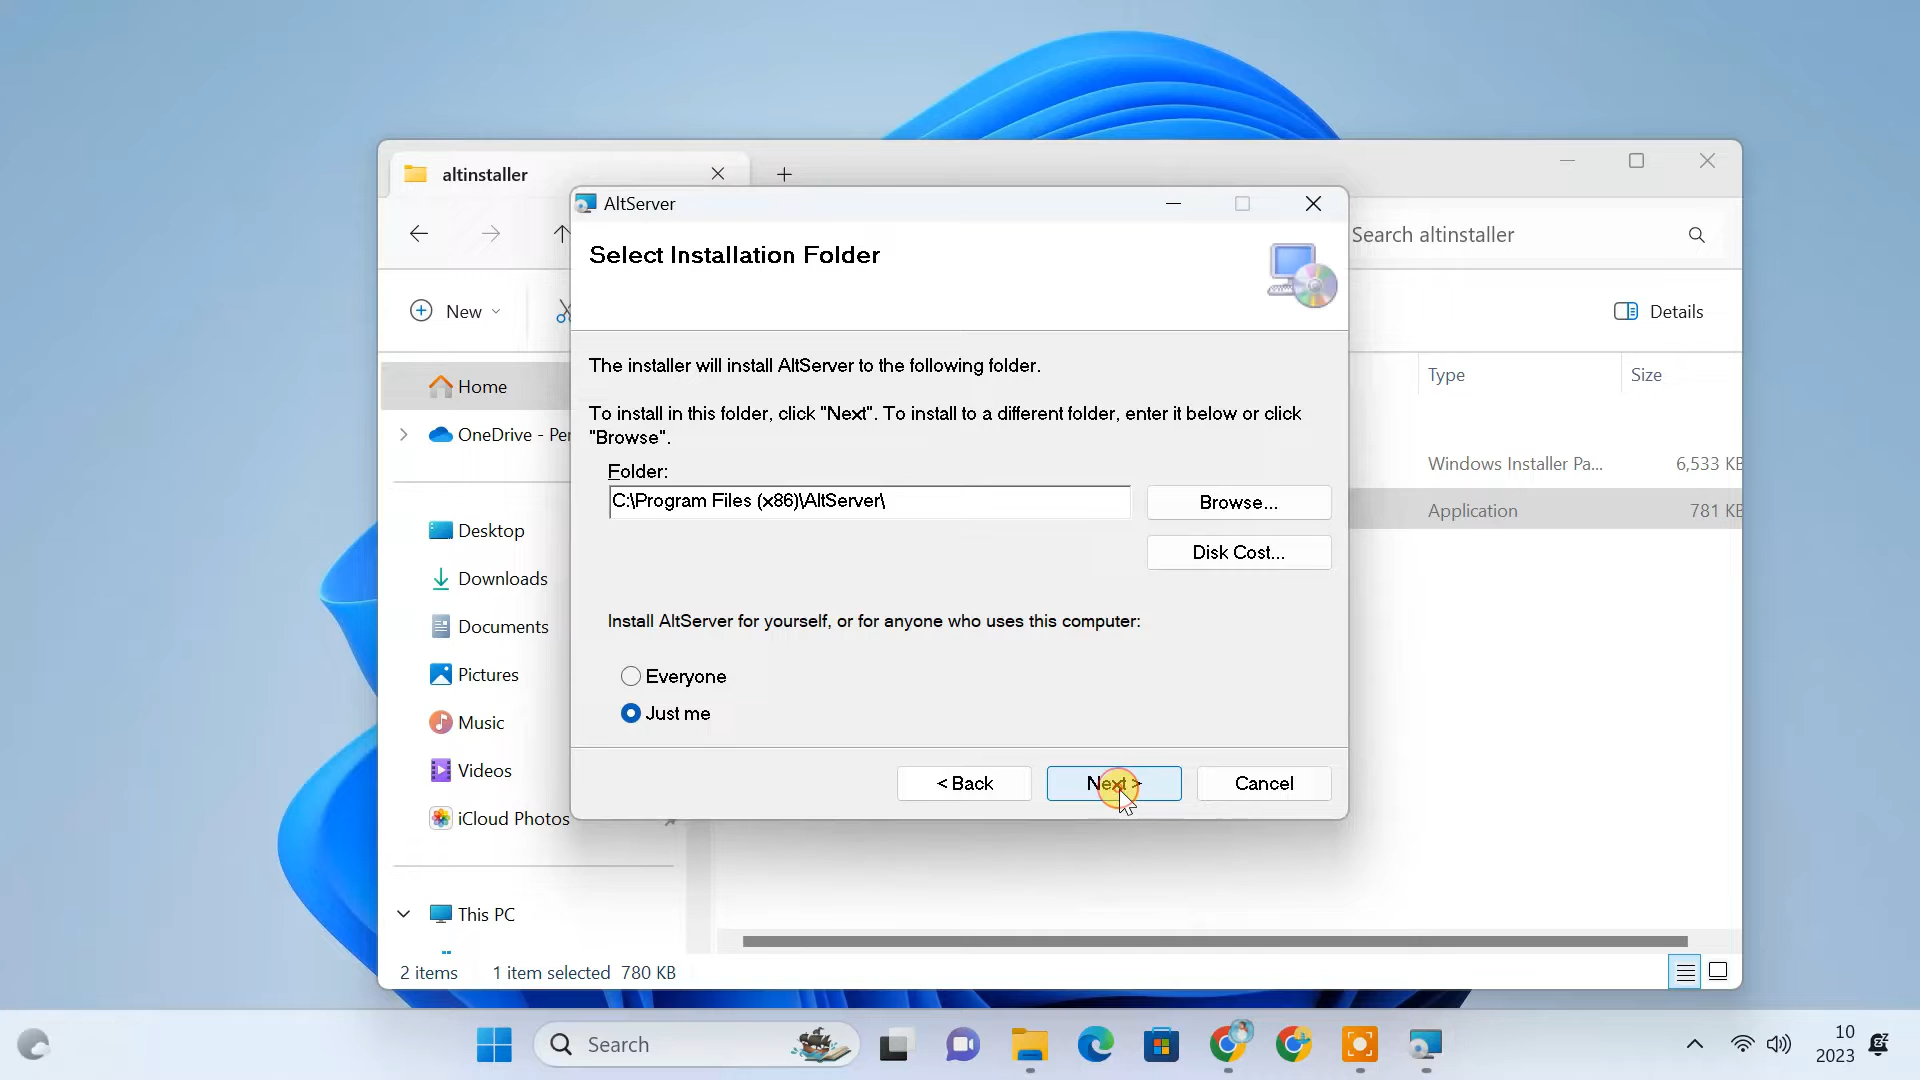 altinstaller
AltServer
Select Installation Folder
Search altinstaller
New
Details
The installer will install AltServer to the following folder.
To install in this folder, click "Next". To install to a different folder, enter it below or click
"Browse".
Folder:
C:\Program Files (x86)\AltServer\
Browse...
Disk Cost...
Install AltServer for yourself, or for anyone who uses this computer:
Everyone
Just me
< Back
Next >
Cancel
Type
Size
Windows Installer Pa...
6,533 KB
Application
781 KB
Home
OneDrive - Per
Desktop
Downloads
Documents
Pictures
Music
Videos
iCloud Photos
This PC
2 items
1 item selected
780 KB
Search
10
2023